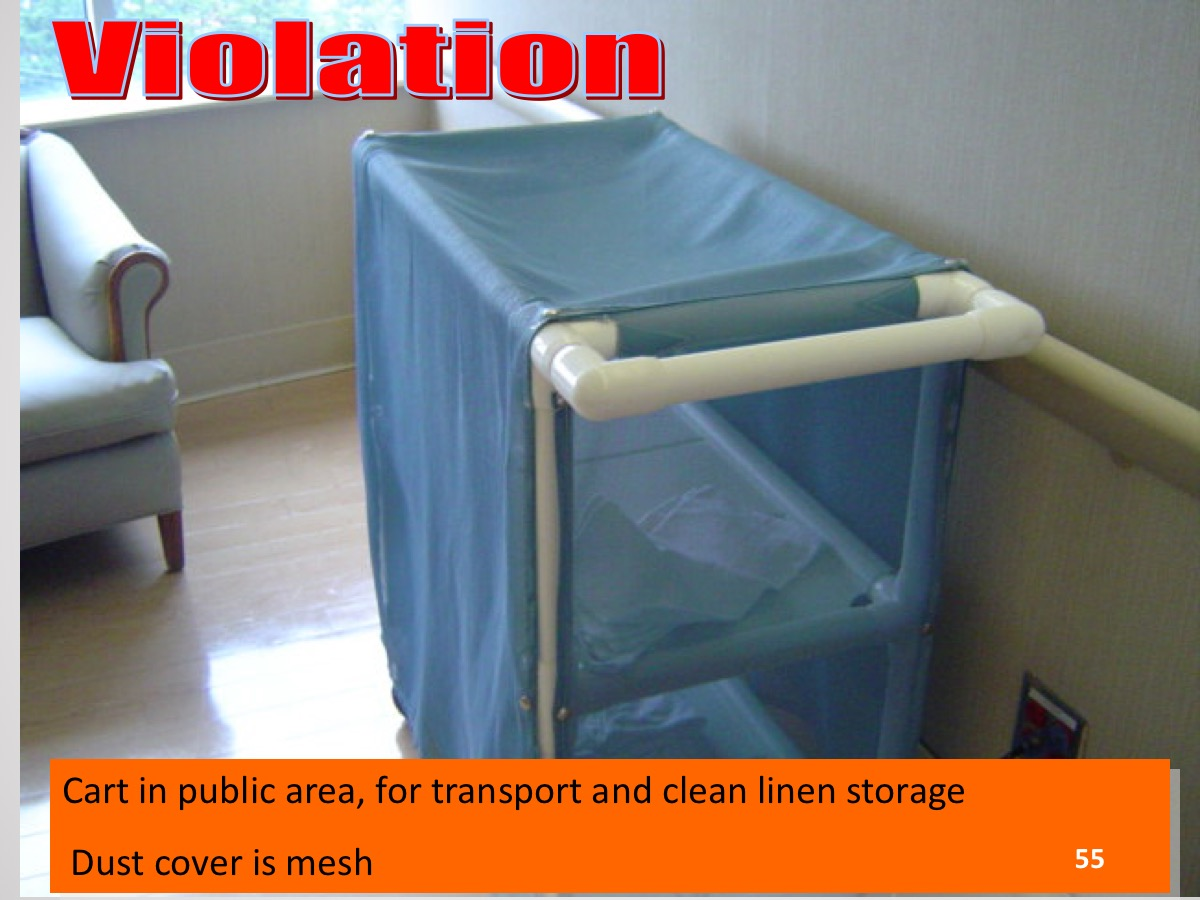 Violation
Cart in public area, for transport and clean linen storage
Dust cover is mesh
55